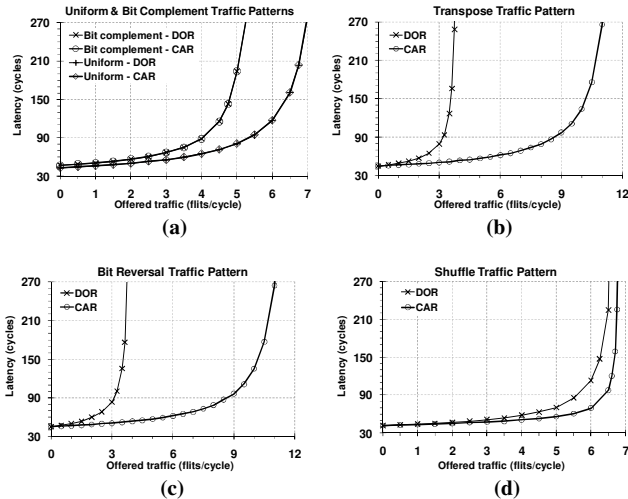 Uniform & Bit Complement Traffic Patterns
270
210
150
90
30
Latency (cycles)
Bit complement - DOR
Bit complement - CAR
Uniform - DOR
Uniform - CAR
0 1 2 3 4 5 6 7
Offered traffic (flits/cycle)
(a)
Transpose Traffic Pattern
270
210
150
90
30
Latency (cycles)
DOR
CAR
0 3 6 9 12
Offered traffic (flits/cycle)
(b)
Bit Reversal Traffic Pattern
270
210
150
90
30
Latency (cycles)
DOR
CAR
0 3 6 9 12
Offered traffic (flits/cycle)
(c)
Shuffle Traffic Pattern
270
210
150
90
30
Latency (cycles)
DOR
CAR
0 1 2 3 4 5 6 7
Offered traffic (flits/cycle)
(d)